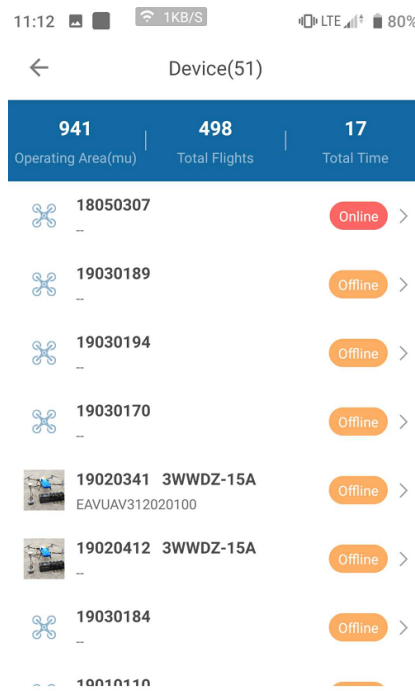 11:12 1KB/S LTE 80%
Device(51)
941 498 17
Operating Area(mu) Total Flights Total Time
18050307
Online
--
19030189
Offline
--
19030194
Offline
--
19030170
Offline
--
19020341 3WWDZ-15A
Offline
EAVUAV312020100
19020412 3WWDZ-15A
Offline
--
19030184
Offline
--
19010110